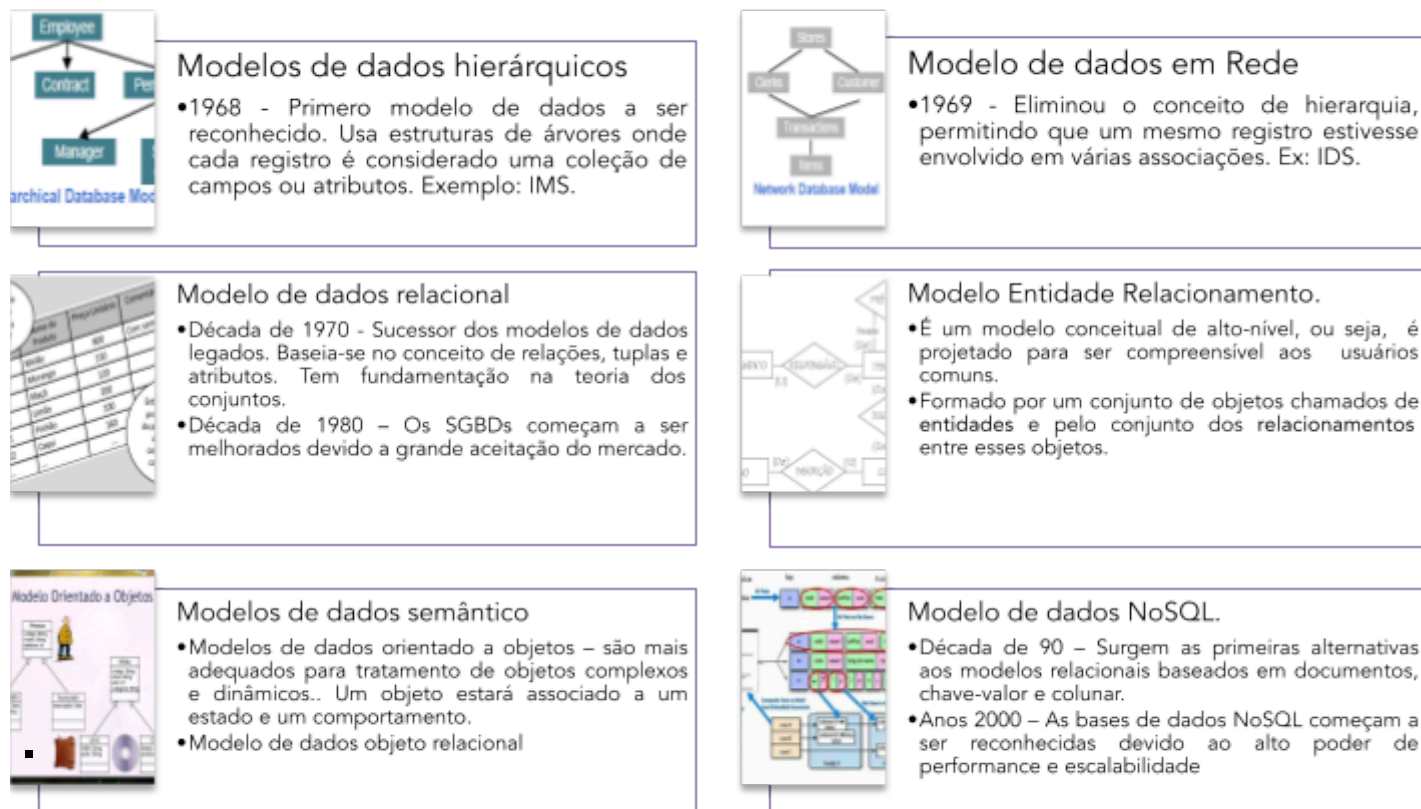 Employee
Contract
Manager
Modelos de dados hierárquicos
•1968 - Primero modelo de dados a ser
reconhecido. Usa estruturas de árvores onde
cada registro é considerado uma coleção de
campos ou atributos. Exemplo: IMS.
Stores
Customer
Transactions
Items
Network Database Model
Modelo de dados em Rede
•1969 - Eliminou o conceito de hierarquia,
permitindo que um mesmo registro estivesse
envolvido em várias associações. Ex: IDS.
Modelo de dados relacional
•Década de 1970 - Sucessor dos modelos de dados
legados. Baseia-se no conceito de relações, tuplas e
atributos. Tem fundamentação na teoria dos
conjuntos.
•Década de 1980 – Os SGBDs começam a ser
melhorados devido a grande aceitação do mercado.
Modelo Entidade Relacionamento.
•É um modelo conceitual de alto-nível, ou seja, é
projetado para ser compreensível aos usuários
comuns.
•Formado por um conjunto de objetos chamados de
entidades e pelo conjunto dos relacionamentos
entre esses objetos.
Modelo Orientado a Objetos
Modelos de dados semântico
•Modelos de dados orientado a objetos – são mais
adequados para tratamento de objetos complexos
e dinâmicos.. Um objeto estará associado a um
estado e um comportamento.
•Modelo de dados objeto relacional
Modelo de dados NoSQL.
•Década de 90 – Surgem as primeiras alternativas
aos modelos relacionais baseados em documentos,
chave-valor e colunar.
•Anos 2000 – As bases de dados NoSQL começam a
ser reconhecidas devido ao alto poder de
performance e escalabilidade